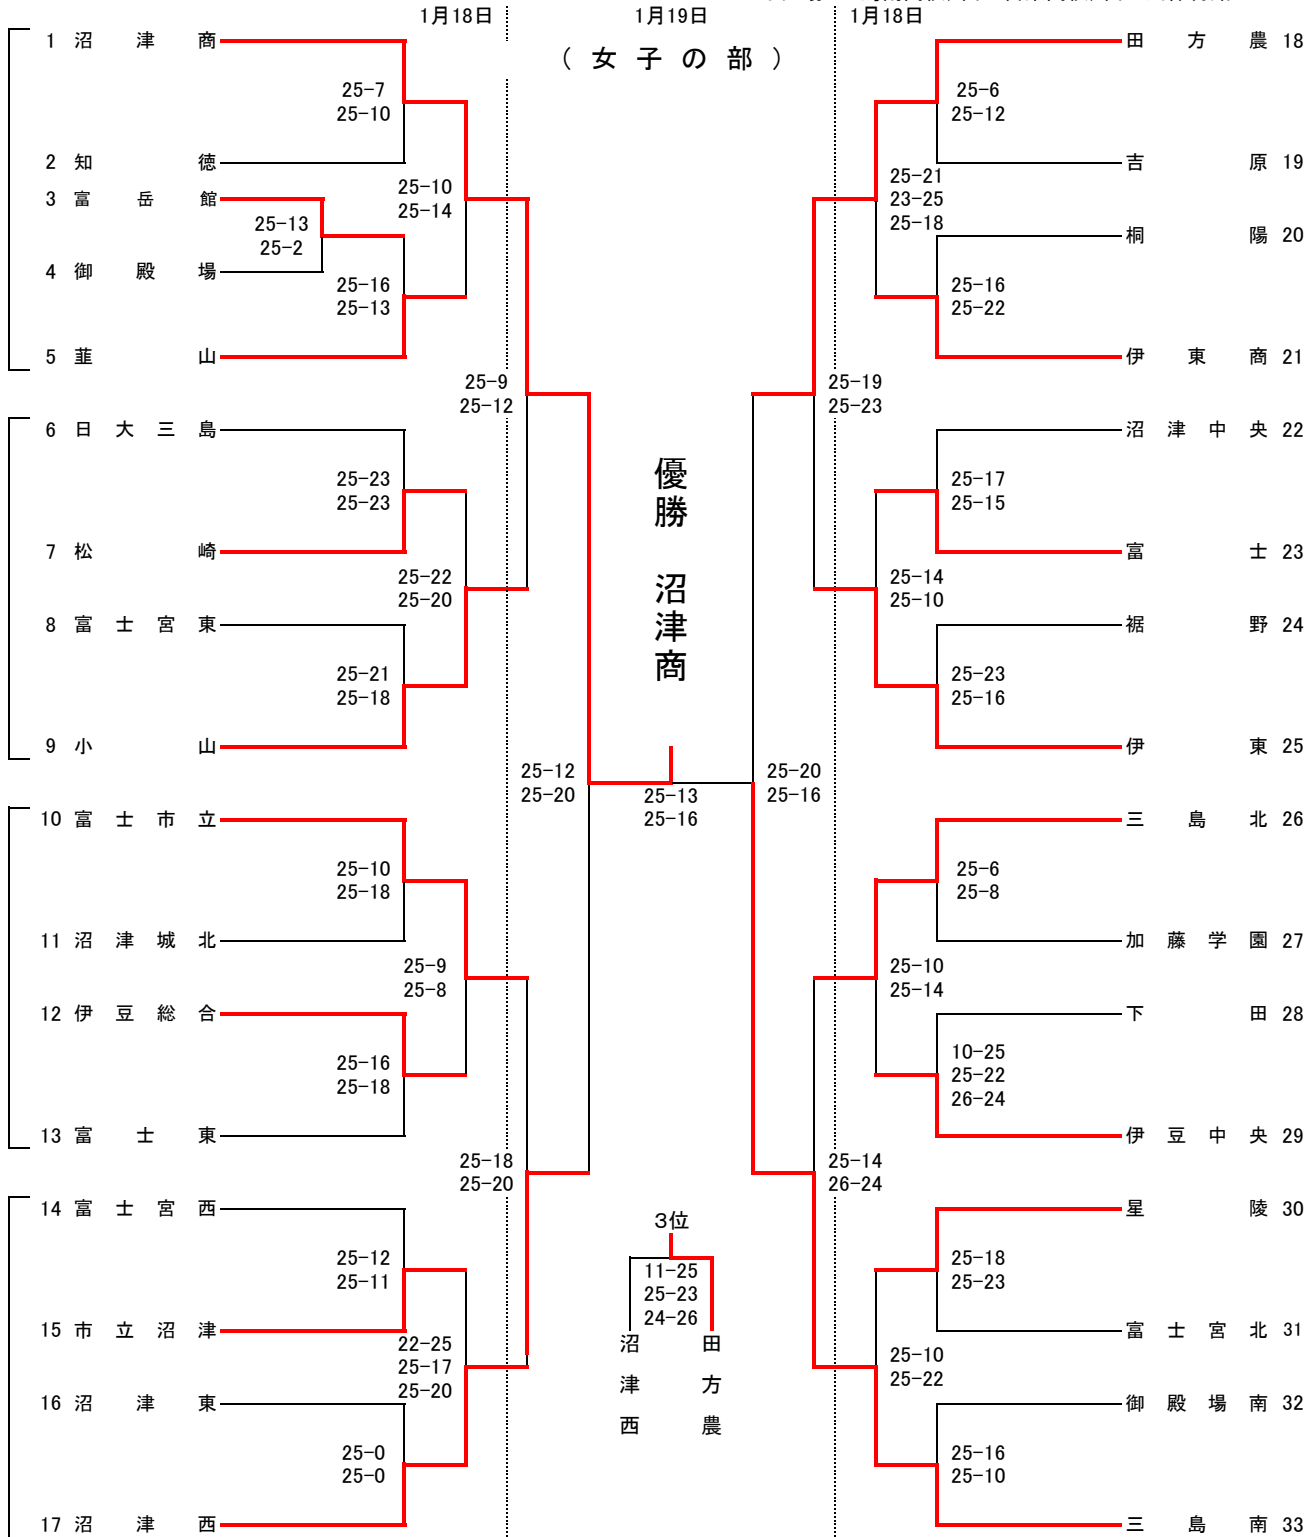 1月18日
1月19日
1月18日
（女子の部）
1 沼津商
25-7
25-10
2 知徳
25-10
25-14
3 富岳館
25-13
25-2
4 御殿場
25-16
25-13
5 韮山
25-9
25-12
6 日大三島
25-23
25-23
7 松崎
25-22
25-20
8 富士宮東
25-21
25-18
9 小山
25-12
25-20
10 富士市立
25-10
25-18
11 沼津城北
25-9
25-8
12 伊豆総合
25-16
25-18
13 富士東
25-18
25-20
14 富士宮西
25-12
25-11
15 市立沼津
22-25
25-17
25-20
16 沼津東
25-0
25-0
17 沼津西
優勝 沼津商
25-13
25-16
3位
11-25
25-23
24-26
沼津西
田方農
田方農 18
25-6
25-12
吉原 19
25-21
23-25
25-18
桐陽 20
25-16
25-22
伊東商 21
25-19
25-23
沼津中央 22
25-17
25-15
富士 23
25-14
25-10
裾野 24
25-23
25-16
伊東 25
25-20
25-16
三島北 26
25-6
25-8
加藤学園 27
25-10
25-14
下田 28
10-25
25-22
26-24
伊豆中央 29
25-14
26-24
星陵 30
25-18
25-23
富士宮北 31
25-10
25-22
御殿場南 32
25-16
25-10
三島南 33